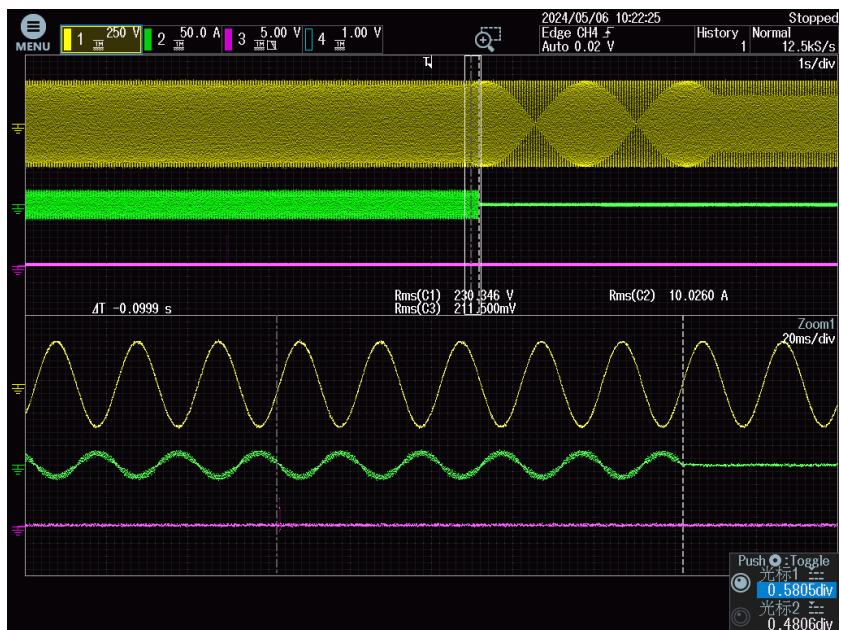 2024/05/06 10:22:25 Stopped
MENU 1 250 V 2 50.0 A 3 5.00 V 4 1.00 V Edge CH4 History Normal
Auto 0.02 V 1 12.5kS/s
1s/div
T
Rms(C1) 230.346 V Rms(C2) 10.0260 A
ΔT -0.0999 s Rms(C3) 211.500mV
Zoom1
20ms/div
Push :Toggle
光标1
0.5805div
光标2
0.4806div